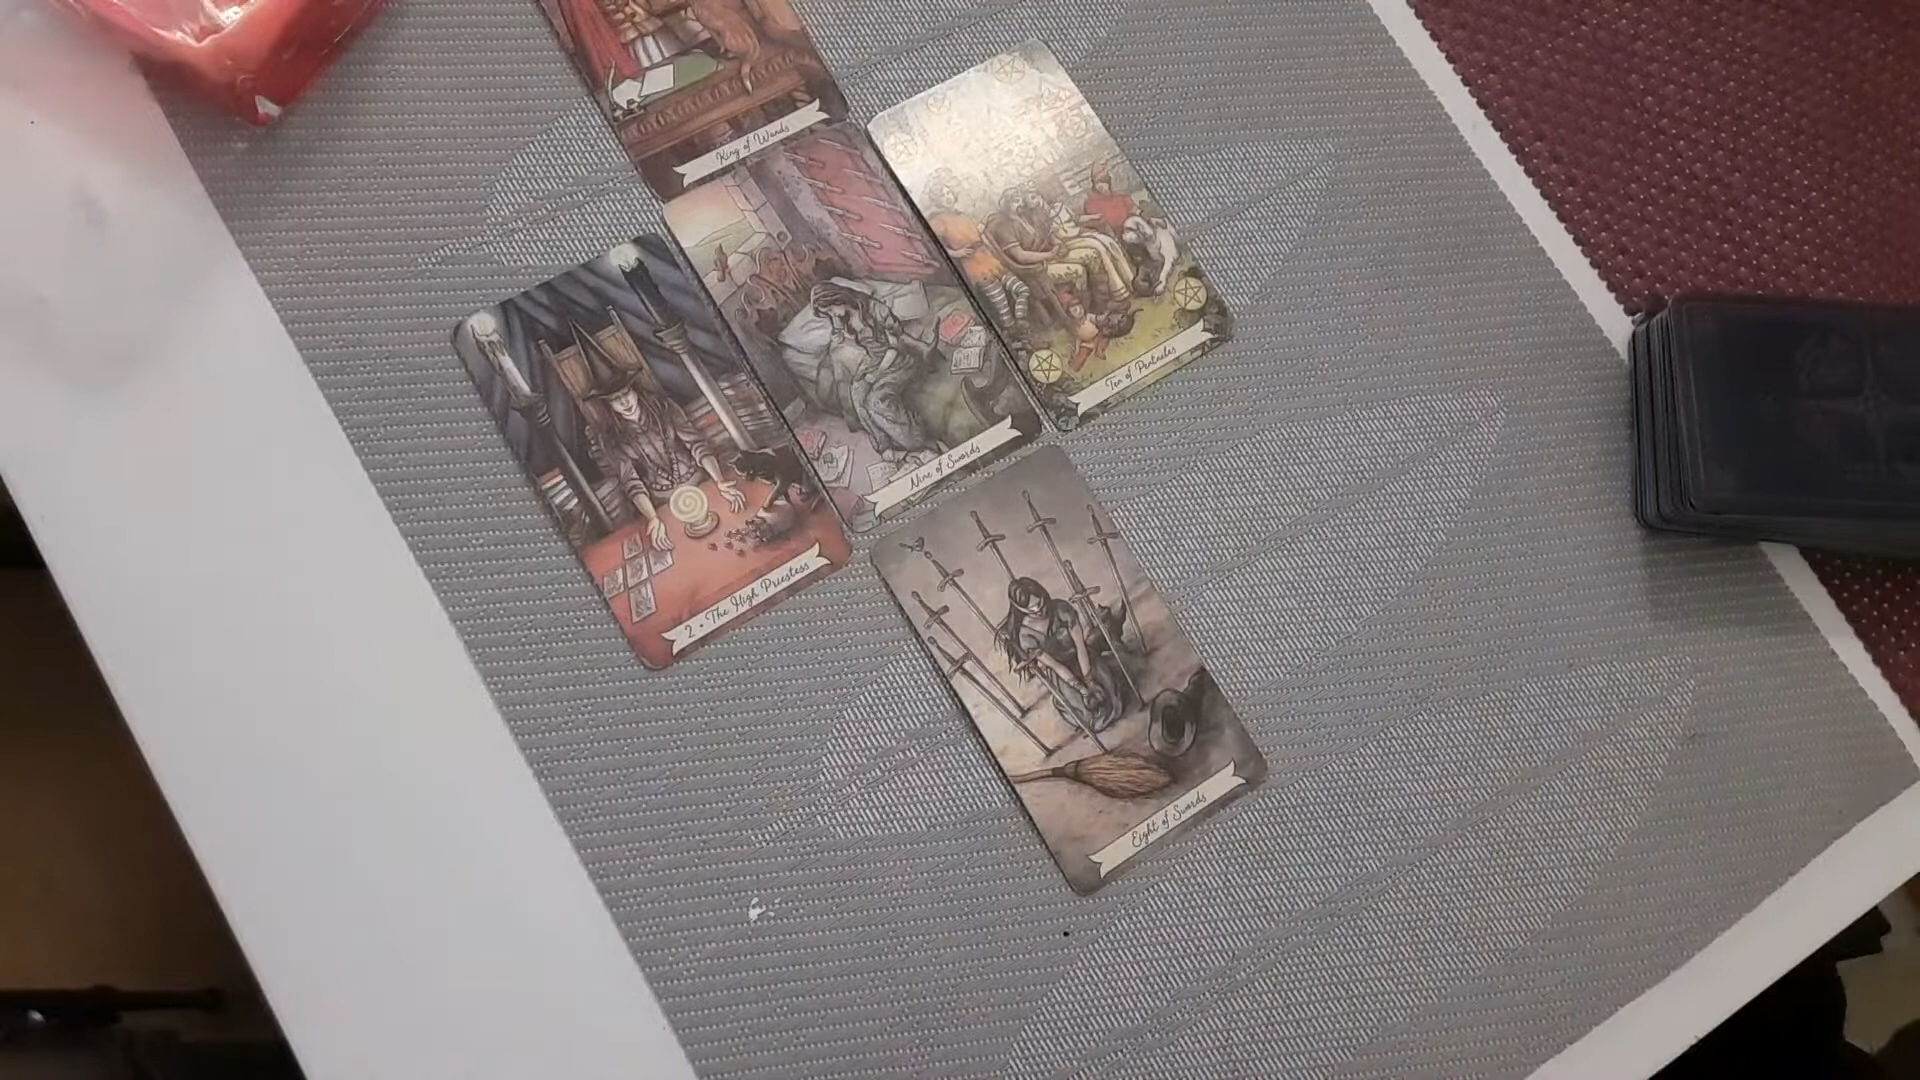 King of Wands
Ten of Pentacles
Nine of Swords
2 • The High Priestess
Eight of Swords